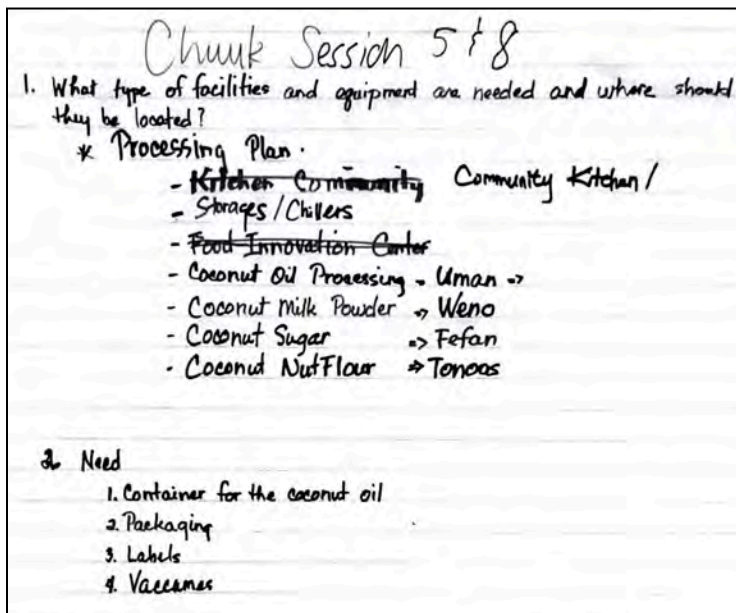 Chuuk Session 5 & 8
1. What type of facilities and equipment are needed and where should
they be located?
* Processing Plan.
- Kitchen Community Community Kitchen /
- Storages / Chillers
- Food Innovation Center
- Coconut Oil Processing - Uman =>
- Coconut Milk Powder => Weno
- Coconut Sugar => Fefan
- Coconut NutFlour => Tonoas
2 Need
1. Container for the coconut oil
2. Packaging
3. Labels
4. Vaccumes